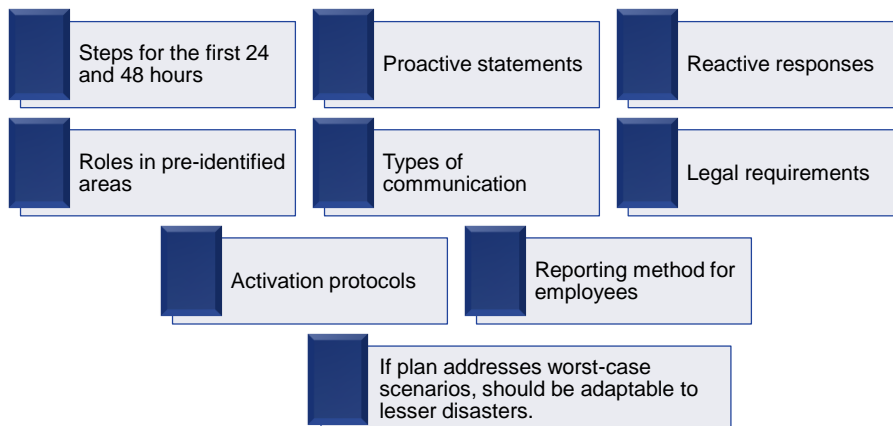 Steps for the first 24
and 48 hours
Proactive statements
Reactive responses
Roles in pre-identified
areas
Types of
communication
Legal requirements
Activation protocols
Reporting method for
employees
If plan addresses worst-case
scenarios, should be adaptable to
lesser disasters.